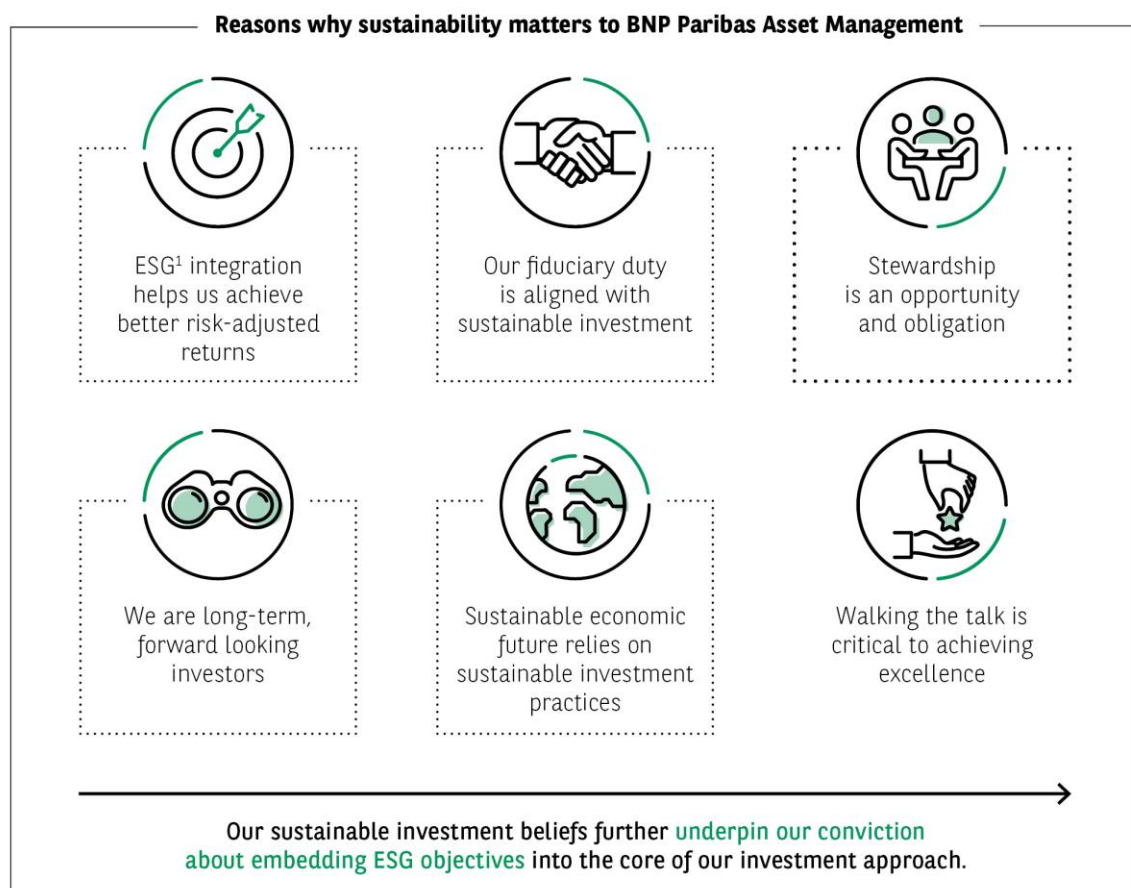 Reasons why sustainability matters to BNP Paribas Asset Management
ESG¹ integration
helps us achieve
better risk-adjusted
returns
Our fiduciary duty
is aligned with
sustainable investment
Stewardship
is an opportunity
and obligation
We are long-term,
forward looking
investors
Sustainable economic
future relies on
sustainable investment
practices
Walking the talk is
critical to achieving
excellence
Our sustainable investment beliefs further underpin our conviction
about embedding ESG objectives into the core of our investment approach.